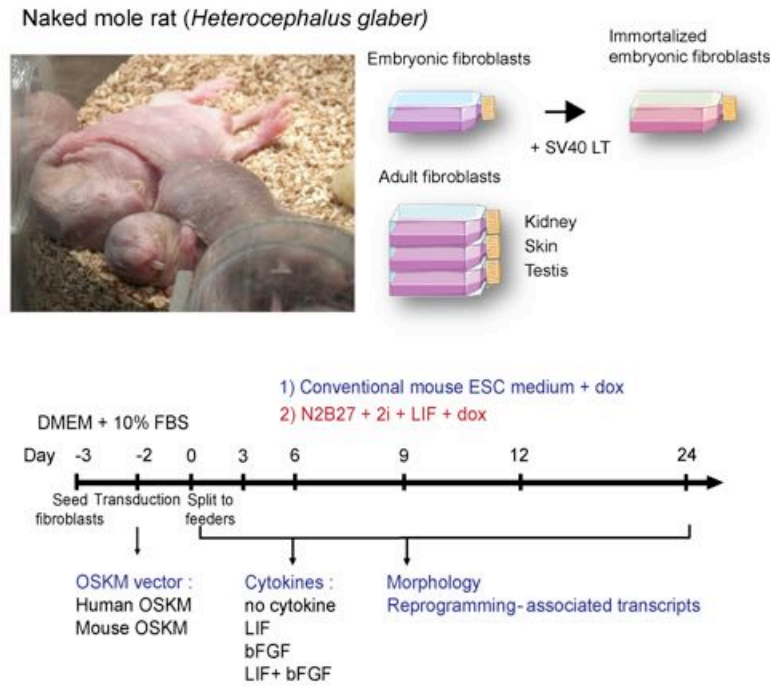 Naked mole rat (Heterocephalus glaber)
Embryonic fibroblasts
Immortalized
embryonic fibroblasts
+ SV40 LT
Adult fibroblasts
Kidney
Skin
Testis
1) Conventional mouse ESC medium + dox
2) N2B27 + 2i + LIF + dox
DMEM + 10% FBS
Day -3 -2 0 3 6 9 12 24
Seed
fibroblasts
Transduction
Split to
feeders
OSKM vector :
Human OSKM
Mouse OSKM
Cytokines :
no cytokine
LIF
bFGF
LIF+ bFGF
Morphology
Reprogramming- associated transcripts